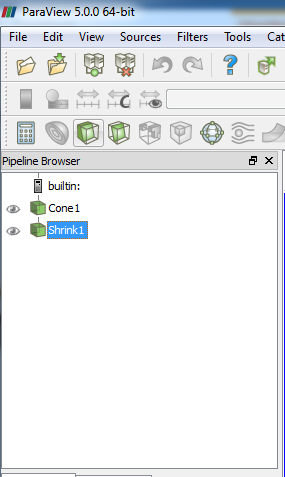 ParaView 5.0.0 64-bit
File Edit View Sources Filters Tools Cat
?
C
Pipeline Browser
builtin:
Cone1
Shrink1